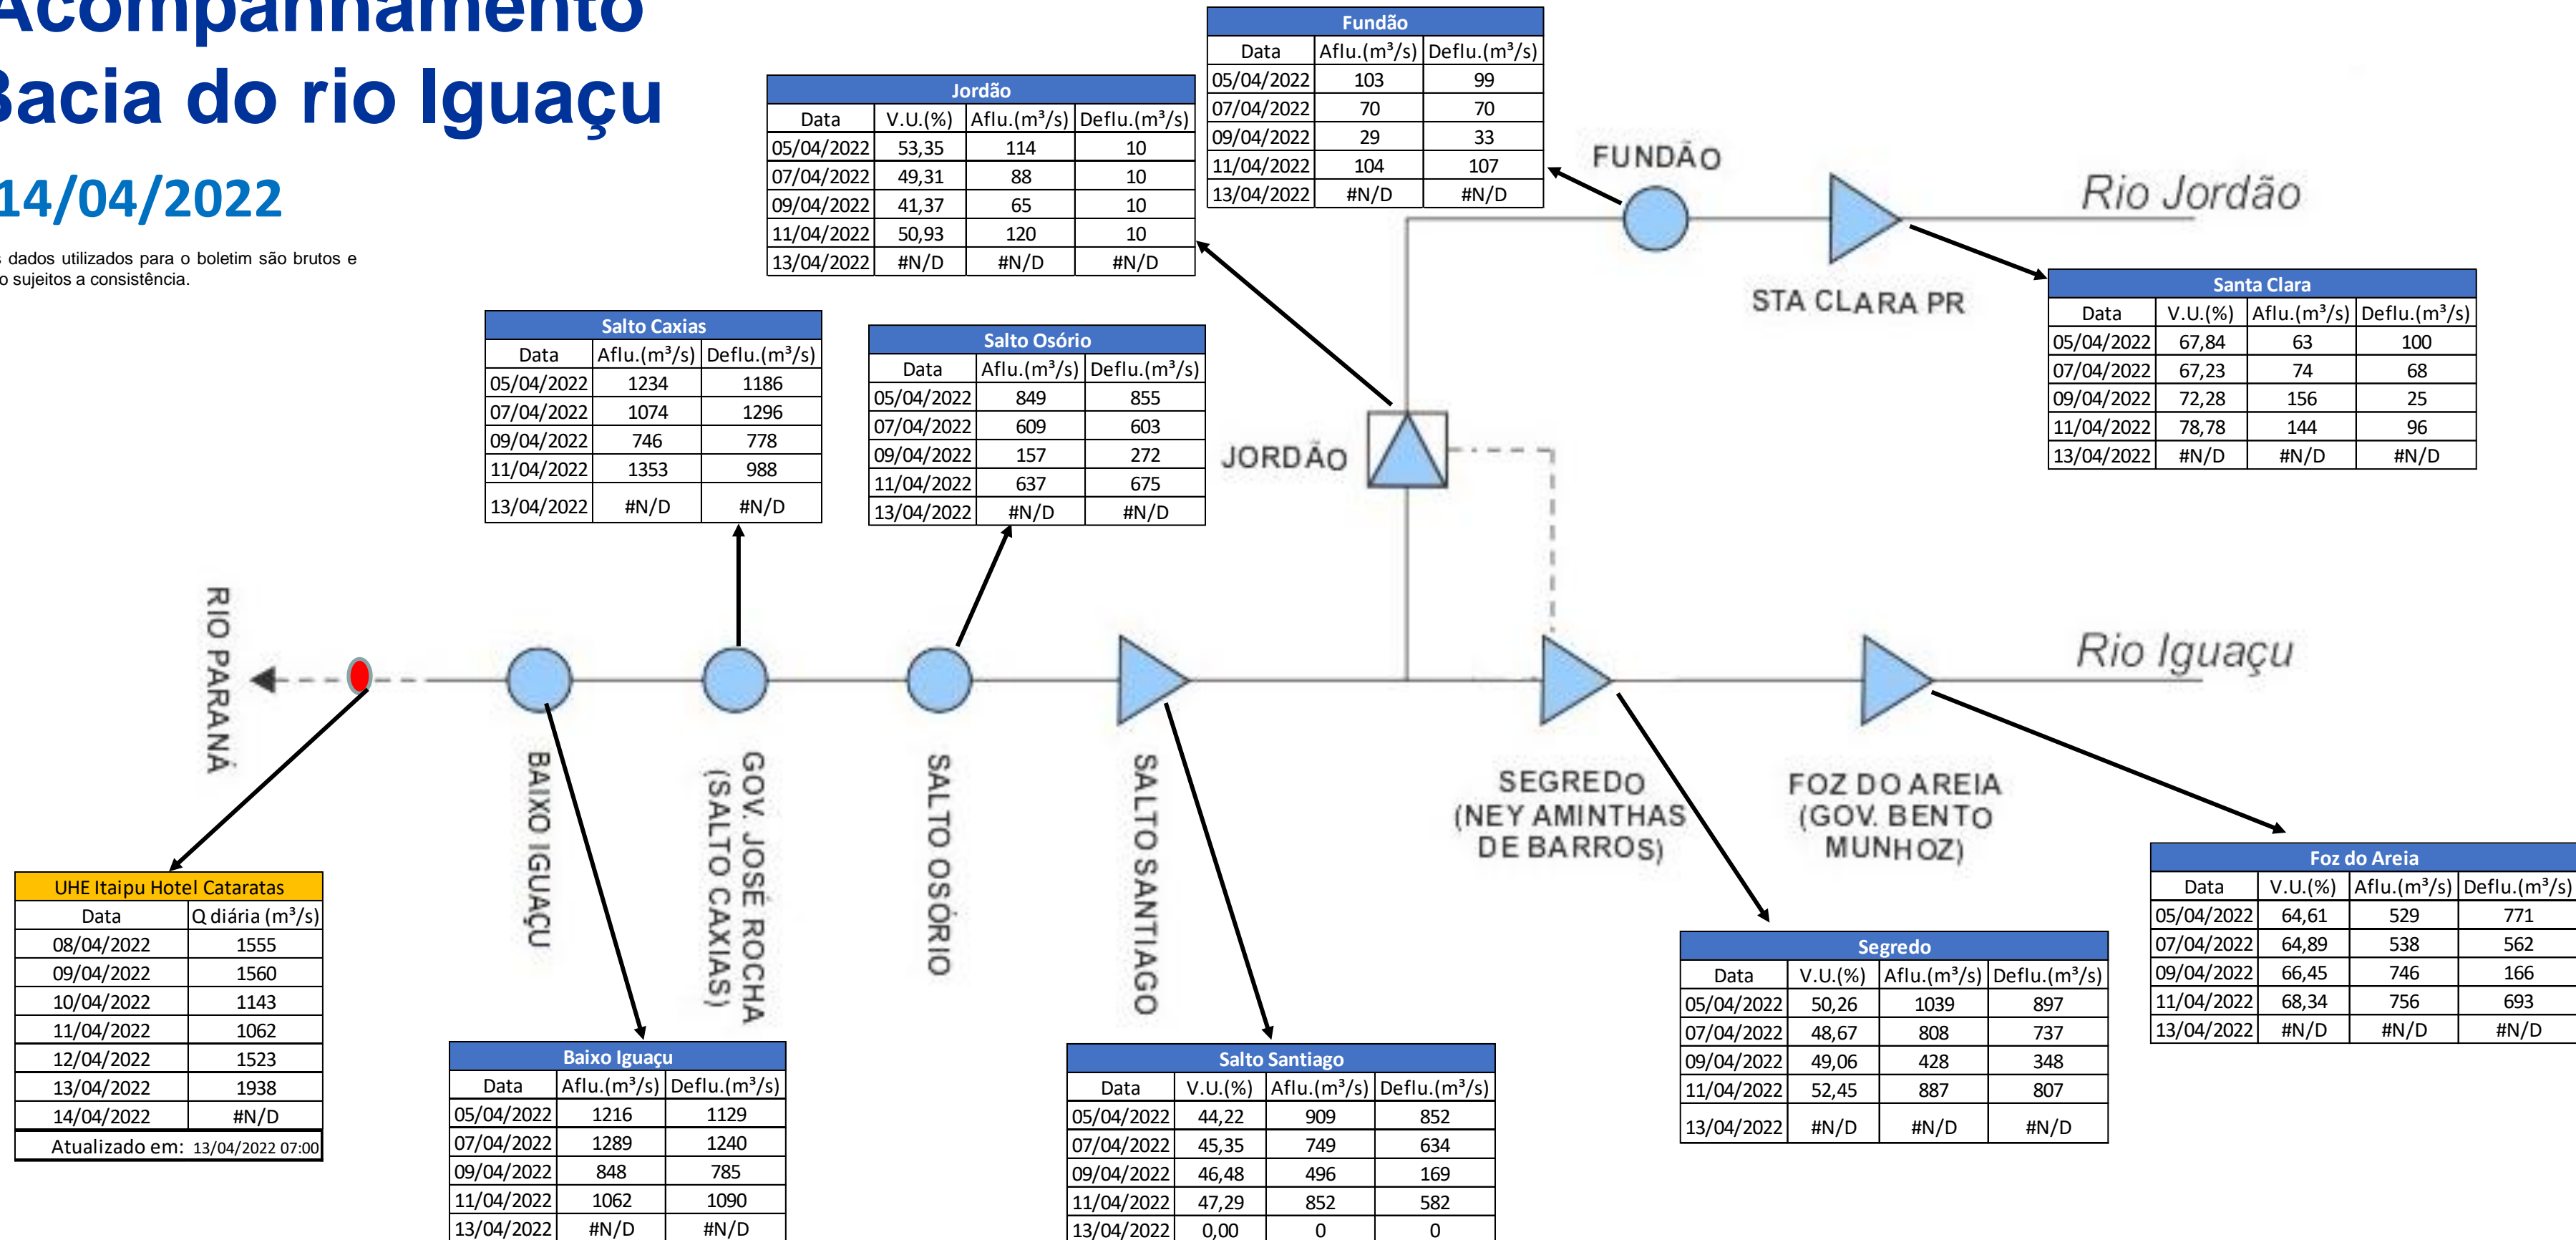 Acompanhamento
Bacia do rio Iguaçu
14/04/2022
dados utilizados para o boletim são brutos e
sujeitos a consistência.
Fundão
Data Aflu.(m³/s) Deflu.(m³/s)
05/04/2022 103 99
07/04/2022 70 70
09/04/2022 29 33
11/04/2022 104 107
13/04/2022 #N/D #N/D
Jordão
Data V.U.(%) Aflu.(m³/s) Deflu.(m³/s)
05/04/2022 53,35 114 10
07/04/2022 49,31 88 10
09/04/2022 41,37 65 10
11/04/2022 50,93 120 10
13/04/2022 #N/D #N/D #N/D
FUNDÃO
Rio Jordão
STA CLARA PR
Santa Clara
Data V.U.(%) Aflu.(m³/s) Deflu.(m³/s)
05/04/2022 67,84 63 100
07/04/2022 67,23 74 68
09/04/2022 72,28 156 25
11/04/2022 78,78 144 96
13/04/2022 #N/D #N/D #N/D
Salto Caxias
Data Aflu.(m³/s) Deflu.(m³/s)
05/04/2022 1234 1186
07/04/2022 1074 1296
09/04/2022 746 778
11/04/2022 1353 988
13/04/2022 #N/D #N/D
Salto Osório
Data Aflu.(m³/s) Deflu.(m³/s)
05/04/2022 849 855
07/04/2022 609 603
09/04/2022 157 272
11/04/2022 637 675
13/04/2022 #N/D #N/D
JORDÃO
RIO PARANÁ
Rio Iguaçu
BAIXO IGUAÇU
GOV. JOSÉ ROCHA
(SALTO CAXIAS)
SALTO OSÓRIO
SALTO SANTIAGO
SEGREDO
(NEY AMINTHAS
DE BARROS)
FOZ DO AREIA
(GOV. BENTO
MUNHOZ)
UHE Itaipu Hotel Cataratas
Data Q diária (m³/s)
08/04/2022 1555
09/04/2022 1560
10/04/2022 1143
11/04/2022 1062
12/04/2022 1523
13/04/2022 1938
14/04/2022 #N/D
Atualizado em: 13/04/2022 07:00
Baixo Iguaçu
Data Aflu.(m³/s) Deflu.(m³/s)
05/04/2022 1216 1129
07/04/2022 1289 1240
09/04/2022 848 785
11/04/2022 1062 1090
13/04/2022 #N/D #N/D
Salto Santiago
Data V.U.(%) Aflu.(m³/s) Deflu.(m³/s)
05/04/2022 44,22 909 852
07/04/2022 45,35 749 634
09/04/2022 46,48 496 169
11/04/2022 47,29 852 582
13/04/2022 0,00 0 0
Segredo
Data V.U.(%) Aflu.(m³/s) Deflu.(m³/s)
05/04/2022 50,26 1039 897
07/04/2022 48,67 808 737
09/04/2022 49,06 428 348
11/04/2022 52,45 887 807
13/04/2022 #N/D #N/D #N/D
Foz do Areia
Data V.U.(%) Aflu.(m³/s) Deflu.(m³/s)
05/04/2022 64,61 529 771
07/04/2022 64,89 538 562
09/04/2022 66,45 746 166
11/04/2022 68,34 756 693
13/04/2022 #N/D #N/D #N/D